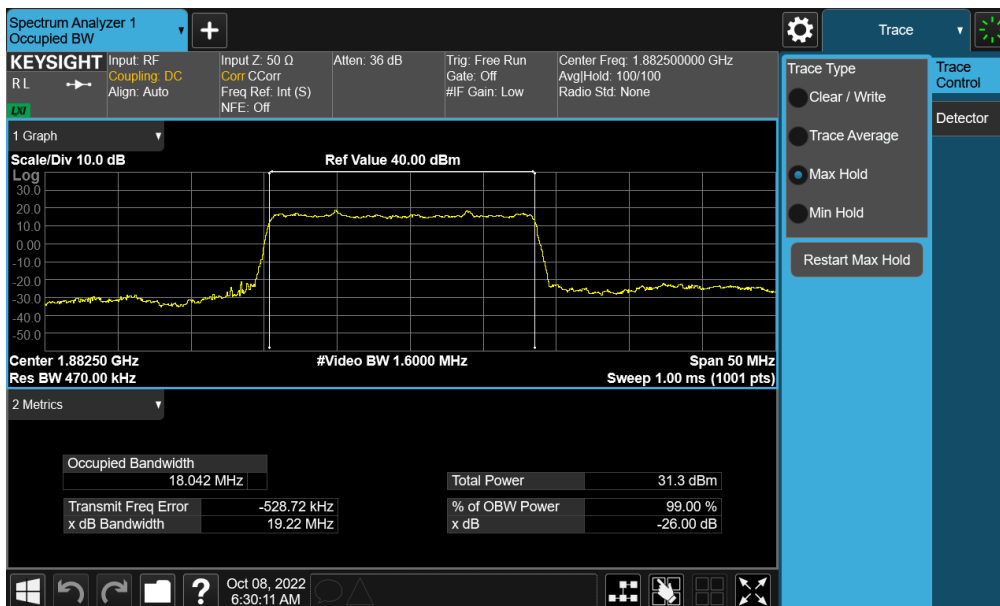 Spectrum Analyzer 1
Occupied BW
+
Trace
KEYSIGHT
R L
LXI
Input: RF
Coupling: DC
Align: Auto
Input Z: 50 Ω
Corr CCorr
Freq Ref: Int (S)
NFE: Off
Atten: 36 dB
Trig: Free Run
Gate: Off
#IF Gain: Low
Center Freq: 1.882500000 GHz
Avg|Hold: 100/100
Radio Std: None
Trace Type
Clear / Write
Trace Average
Max Hold
Min Hold
Restart Max Hold
Trace
Control
Detector
1 Graph
Scale/Div 10.0 dB
Ref Value 40.00 dBm
Log
30.0
20.0
10.0
0.00
-10.0
-20.0
-30.0
-40.0
-50.0
Center 1.88250 GHz
#Video BW 1.6000 MHz
Span 50 MHz
Res BW 470.00 kHz
Sweep 1.00 ms (1001 pts)
2 Metrics
Occupied Bandwidth
18.042 MHz
Total Power 31.3 dBm
Transmit Freq Error -528.72 kHz
% of OBW Power 99.00 %
x dB Bandwidth 19.22 MHz
x dB -26.00 dB
?
Oct 08, 2022
6:30:11 AM